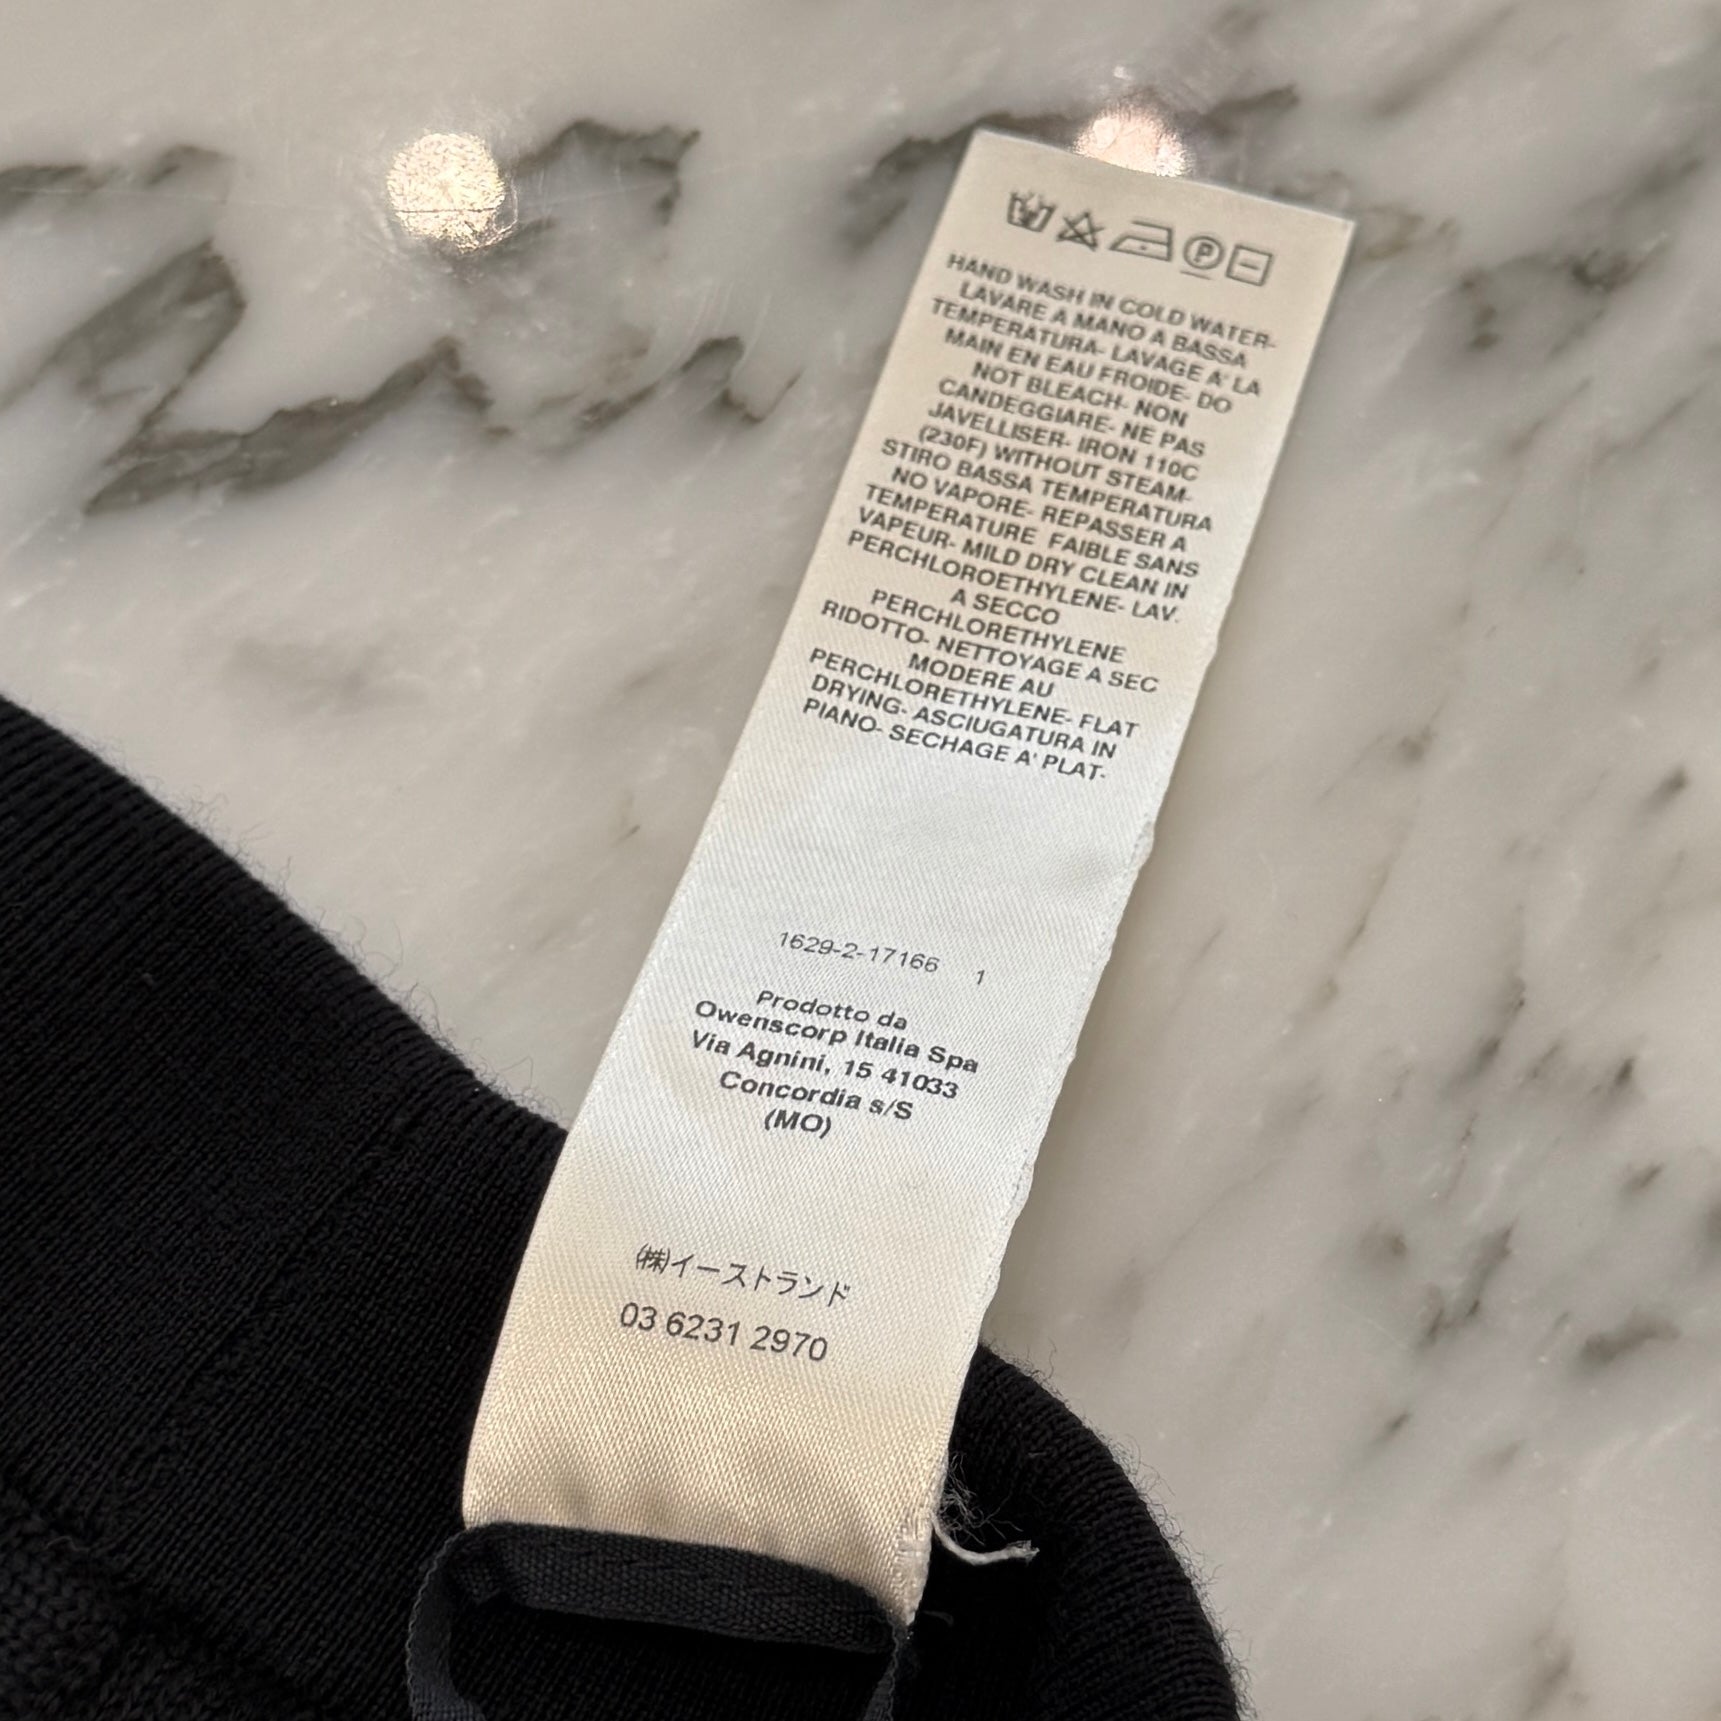 HAND WASH IN COLD WATER-
LAVARE A MANO A BASSA
TEMPERATURA- LAVAGE A' LA
MAIN EN EAU FROIDE- DO
NOT BLEACH- NON
CANDEGGIARE- NE PAS
JAVELLISER- IRON 110C
(230F) WITHOUT STEAM-
STIRO BASSA TEMPERATURA
NO VAPORE- REPASSER A
TEMPERATURE FAIBLE SANS
VAPEUR- MILD DRY CLEAN IN
PERCHLOROETHYLENE- LAV.
A SECCO
PERCHLORETHYLENE
RIDOTTO- NETTOYAGE A SEC
MODERE AU
PERCHLORETHYLENE- FLAT
DRYING- ASCIUGATURA IN
PIANO- SECHAGE A' PLAT-
1629-2-17166 1
Prodotto da
Owenscorp Italia Spa
Via Agnini, 15 41033
Concordia s/S
(MO)
㈱イーストランド
03 6231 2970